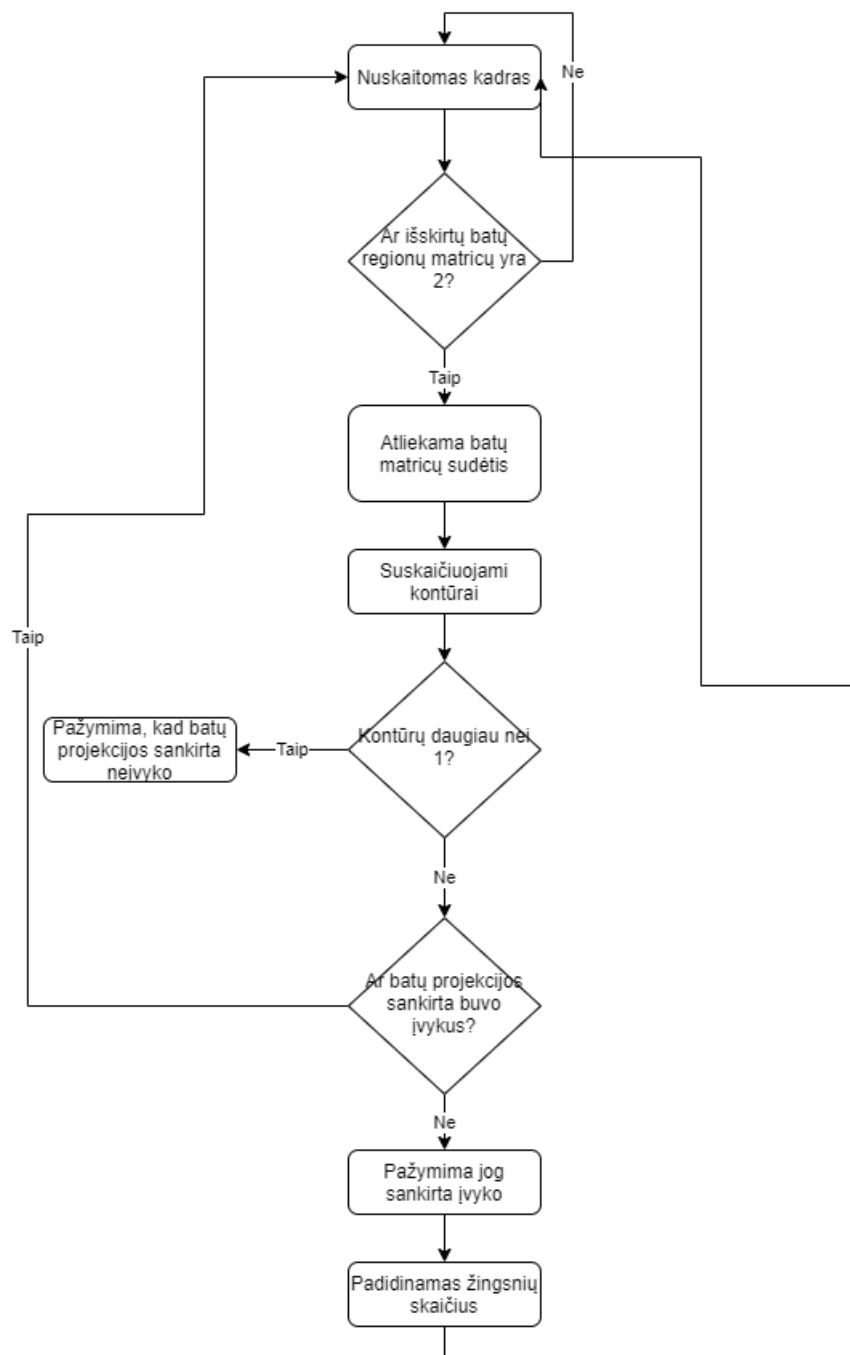 Ne
Nuskaitomas kadras
Ar išskirtų batų
regionų matricų yra
2?
Taip
Atliekama batų
matricų sudėtis
Suskaičiuojami
kontūrai
Taip
Pažymima, kad batų
projekcijos sankirta
neįvyko
Taip
Kontūrų daugiau nei
1?
Ne
Ar batų projekcijos
sankirta buvo
įvykus?
Ne
Pažymima jog
sankirta įvyko
Padidinamas žingsnių
skaičius